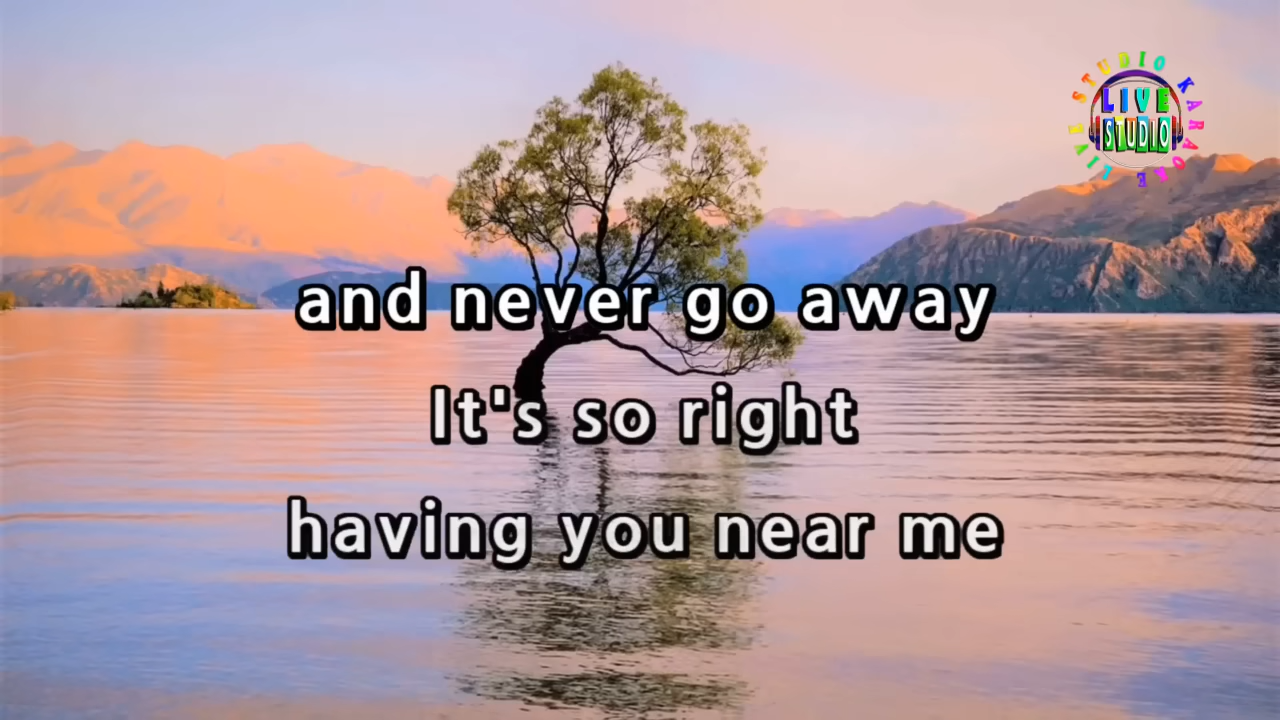 LIVE STUDIO KARAOKE
LIVE
STUDIO
and never go away
It's so right
having you near me